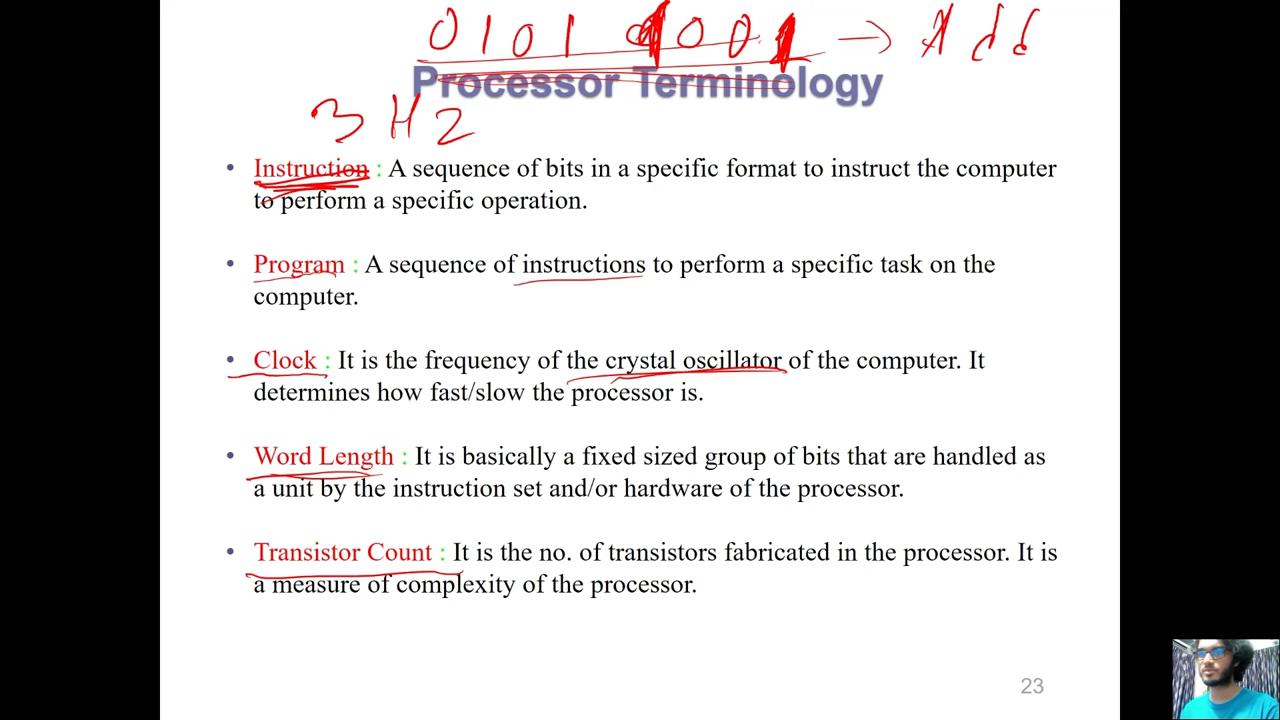 0101 1001 → Add
Processor Terminology
3 Hz
• Instruction : A sequence of bits in a specific format to instruct the computer
to perform a specific operation.
• Program : A sequence of instructions to perform a specific task on the
computer.
• Clock : It is the frequency of the crystal oscillator of the computer. It
determines how fast/slow the processor is.
• Word Length : It is basically a fixed sized group of bits that are handled as
a unit by the instruction set and/or hardware of the processor.
• Transistor Count : It is the no. of transistors fabricated in the processor. It is
a measure of complexity of the processor.
23